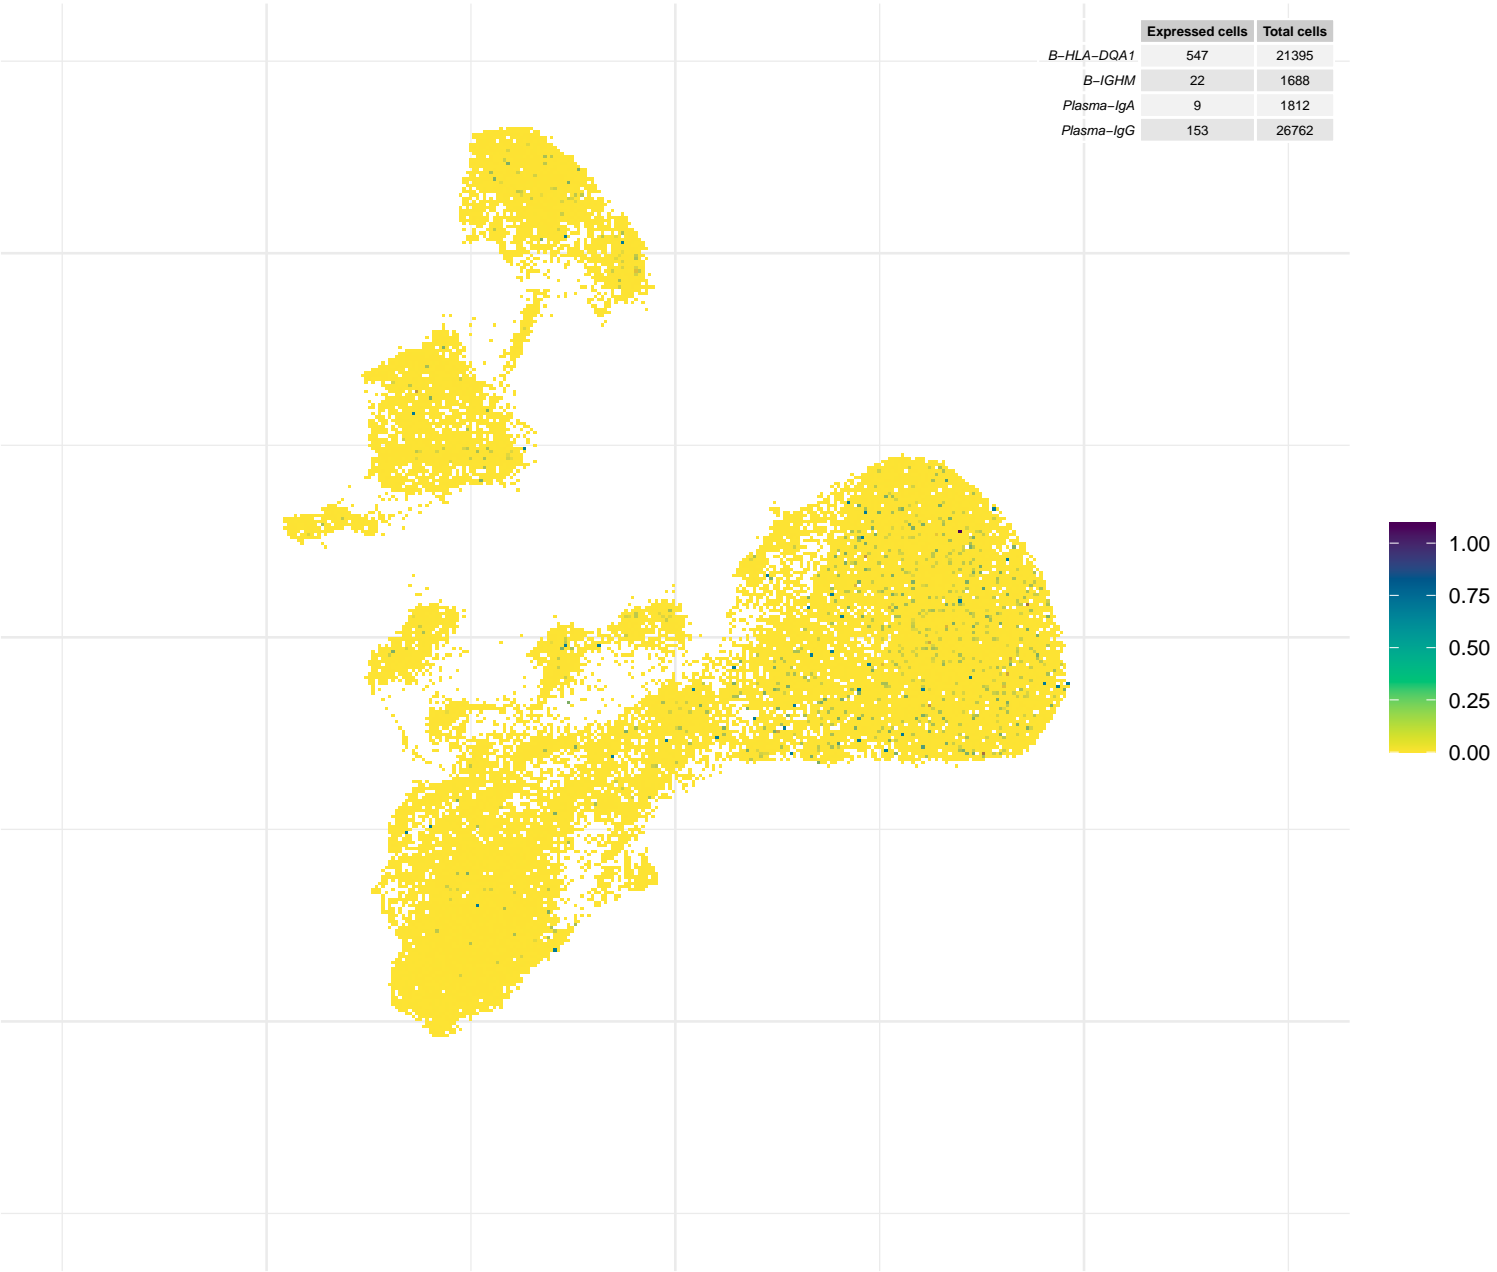 Expressed cells Total cells
B−HLA−DQA1 547 21395
B−IGHM 22 1688
Plasma−IgA 9 1812
Plasma−IgG 153 26762
1.00
0.75
0.50
0.25
0.00